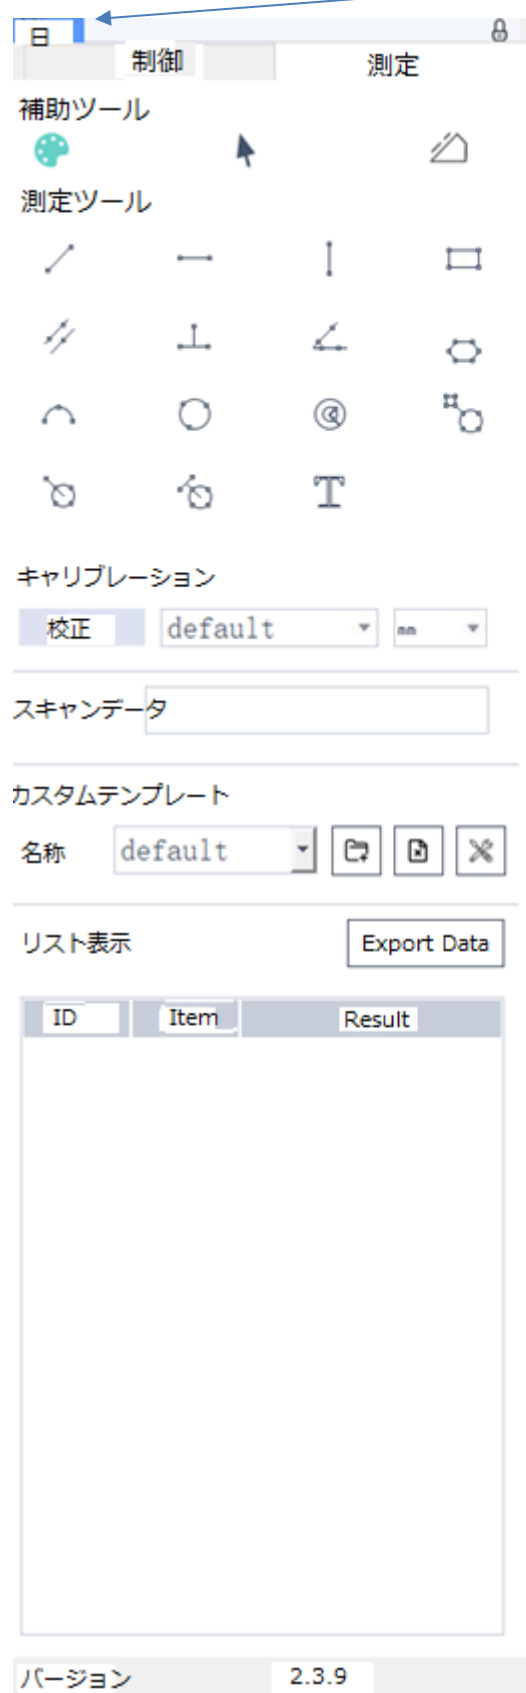 日
制御 測定
補助ツール
測定ツール
キャリブレーション
校正 default mm
スキャンデータ
カスタムテンプレート
名称 default
リスト表示 Export Data
ID Item Result
バージョン 2.3.9